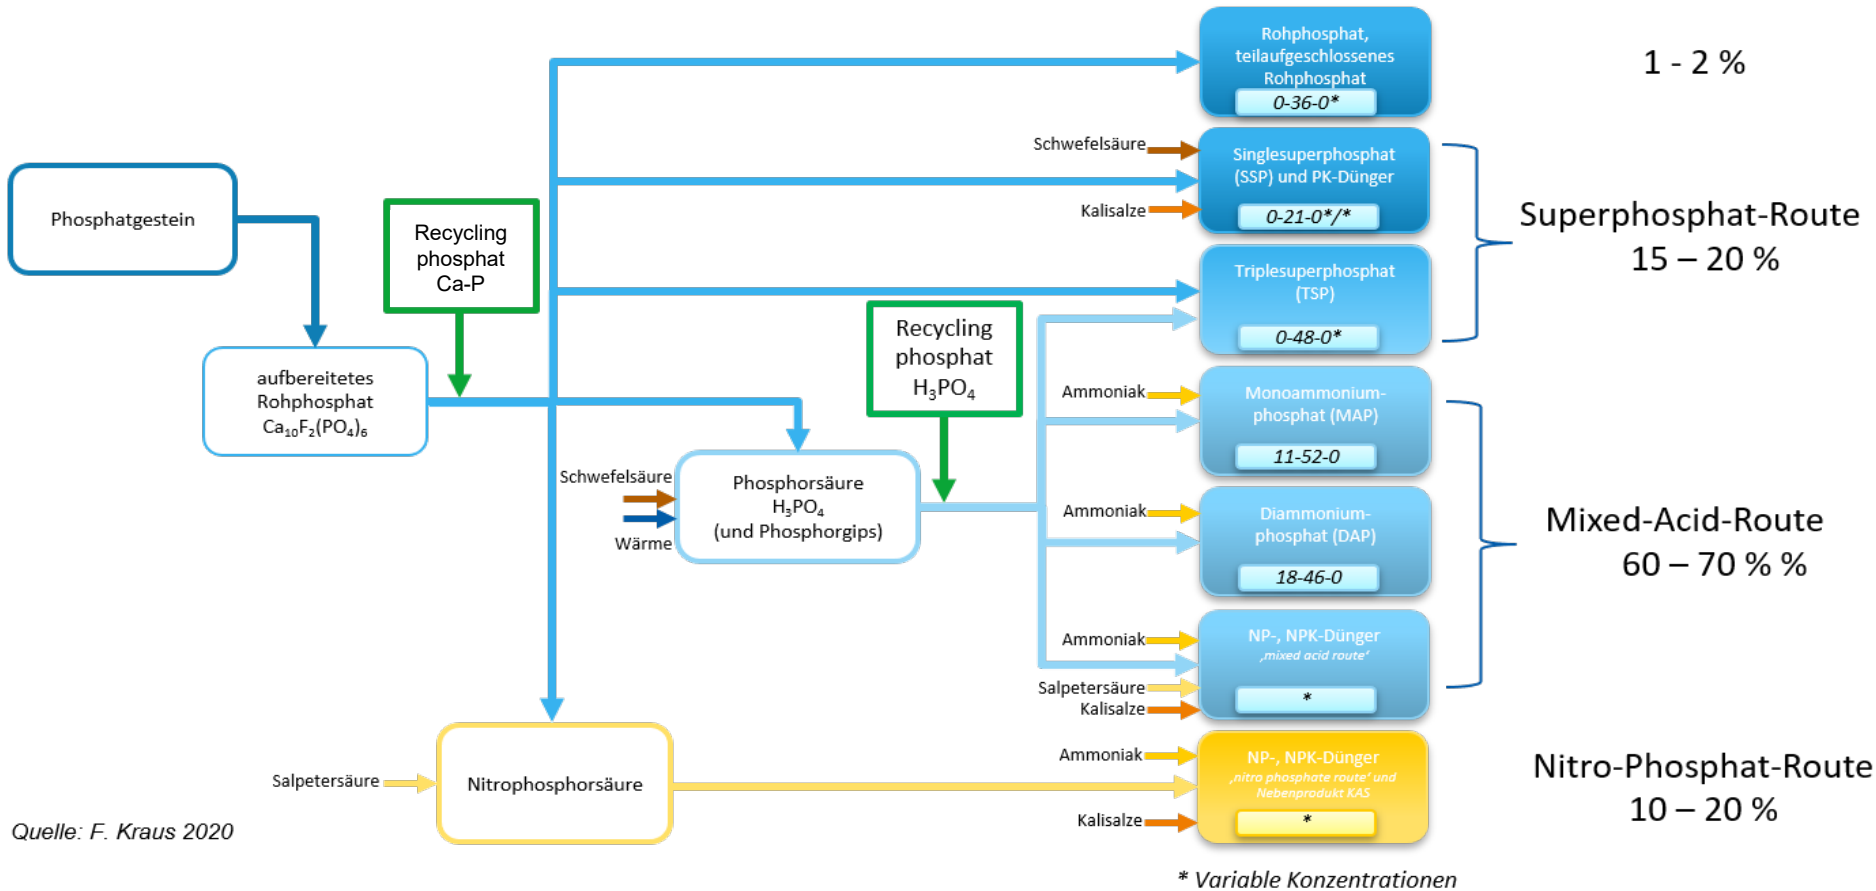 Phosphatgestein
aufbereitetes
Rohphosphat
Ca₁₀F₂(PO₄)₆
Recycling
phosphat
Ca-P
Schwefelsäure
Wärme
Phosphorsäure
H₃PO₄
(und Phosphorgips)
Recycling
phosphat
H₃PO₄
Salpetersäure
Nitrophosphorsäure
Rohphosphat,
teilaufgeschlossenes
Rohphosphat
0-36-0*
1 - 2 %
Schwefelsäure
Kalisalze
Singlesuperphosphat
(SSP) und PK-Dünger
0-21-0*/*
Triplesuperphosphat
(TSP)
0-48-0*
Superphosphat-Route
15 – 20 %
Ammoniak
Monoammonium-
phosphat (MAP)
11-52-0
Ammoniak
Diammonium-
phosphat (DAP)
18-46-0
Ammoniak
Salpetersäure
Kalisalze
NP-, NPK-Dünger
‚mixed acid route‘
*
Mixed-Acid-Route
60 – 70 % %
Ammoniak
Kalisalze
NP-, NPK-Dünger
‚nitro phosphate route‘ und
Nebenprodukt KAS
*
Nitro-Phosphat-Route
10 – 20 %
Quelle: F. Kraus 2020
* Variable Konzentrationen